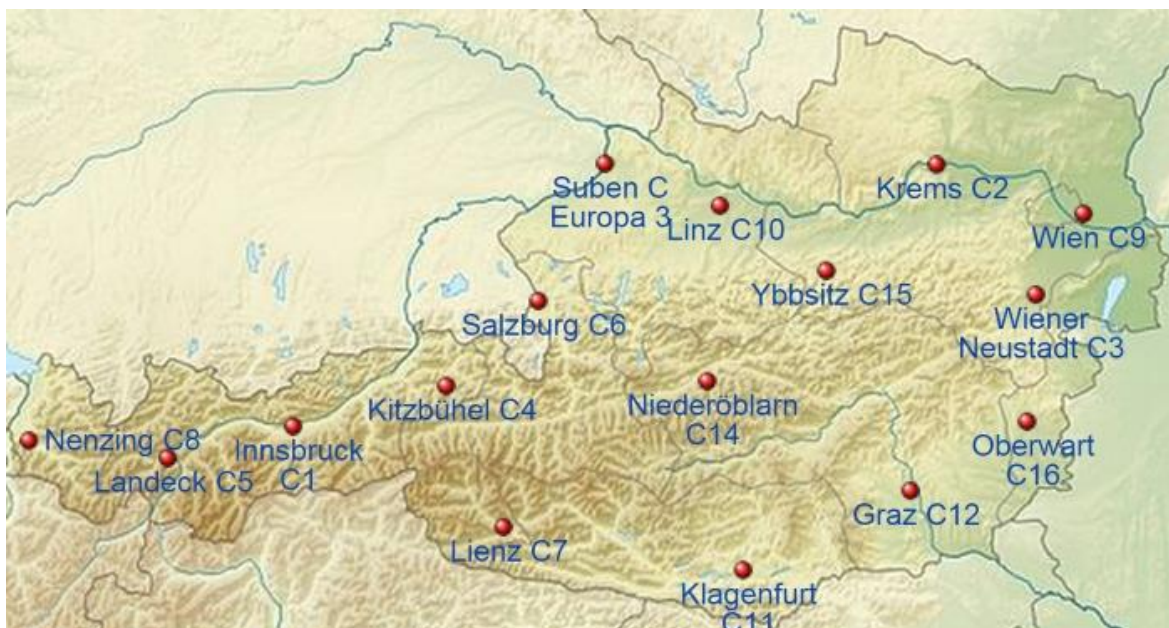 Suben C
Europa 3
Krems C2
Linz C10
Wien C9
Ybbsitz C15
Salzburg C6
Wiener
Neustadt C3
Kitzbühel C4
Niederöblarn
C14
Nenzing C8
Innsbruck
C1
Landeck C5
Oberwart
C16
Graz C12
Lienz C7
Klagenfurt
C11